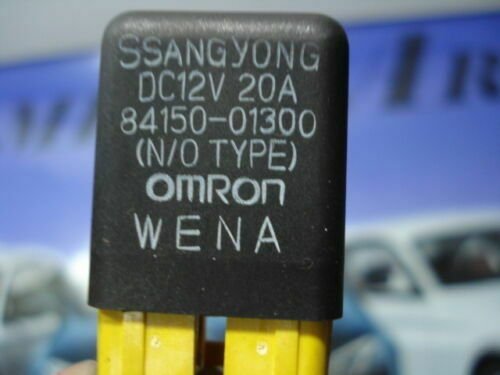 SSANGYONG
DC12V 20A
84150-01300
(N/O TYPE)
OMRON
WENA